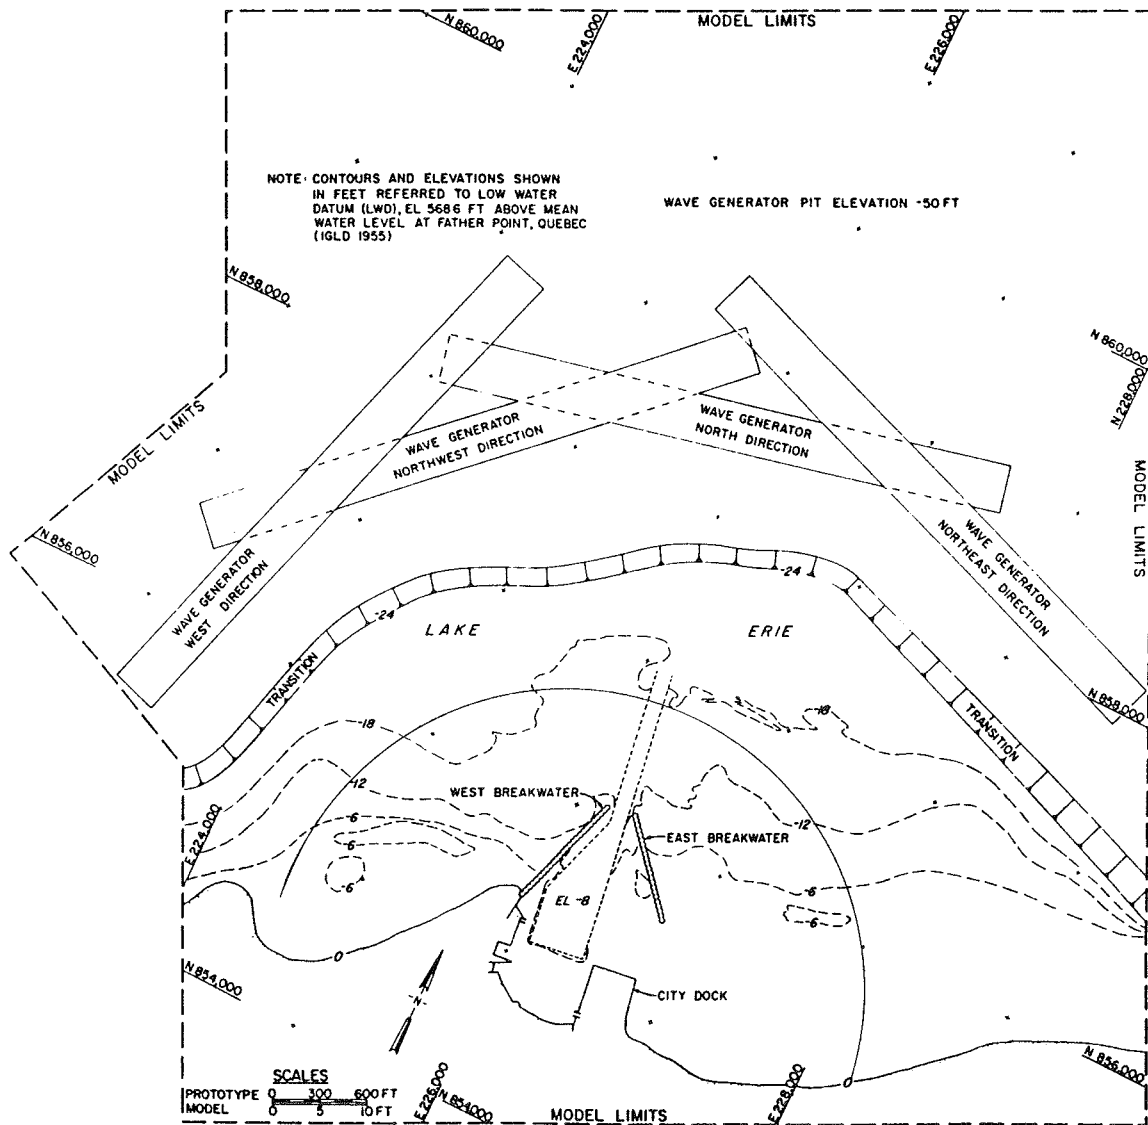 MODEL LIMITS
N 860,000
E 224,000
E 226,000
NOTE: CONTOURS AND ELEVATIONS SHOWN
IN FEET REFERRED TO LOW WATER
DATUM (LWD), EL 568 6 FT ABOVE MEAN
WATER LEVEL AT FATHER POINT, QUEBEC
(IGLD 1955)
WAVE GENERATOR PIT ELEVATION -50 FT
N 858,000
N 860,000
N 228,000
MODEL LIMITS
WAVE GENERATOR
NORTHWEST DIRECTION
WAVE GENERATOR
NORTH DIRECTION
MODEL LIMITS
N 856,000
WAVE GENERATOR
WEST DIRECTION
WAVE GENERATOR
NORTHEAST DIRECTION
-24
-24
LAKE ERIE
TRANSITION
TRANSITION
N 858,000
-18
-18
-12
WEST BREAKWATER
-12
E 224,000
-6
-6
EAST BREAKWATER
-6
EL -8
-6
-6
0
N 854,000
-N-
CITY DOCK
0
N 856,000
SCALES
PROTOTYPE 0 300 600 FT
MODEL 0 5 10 FT
E 226,000
N 854,000
E 228,000
MODEL LIMITS